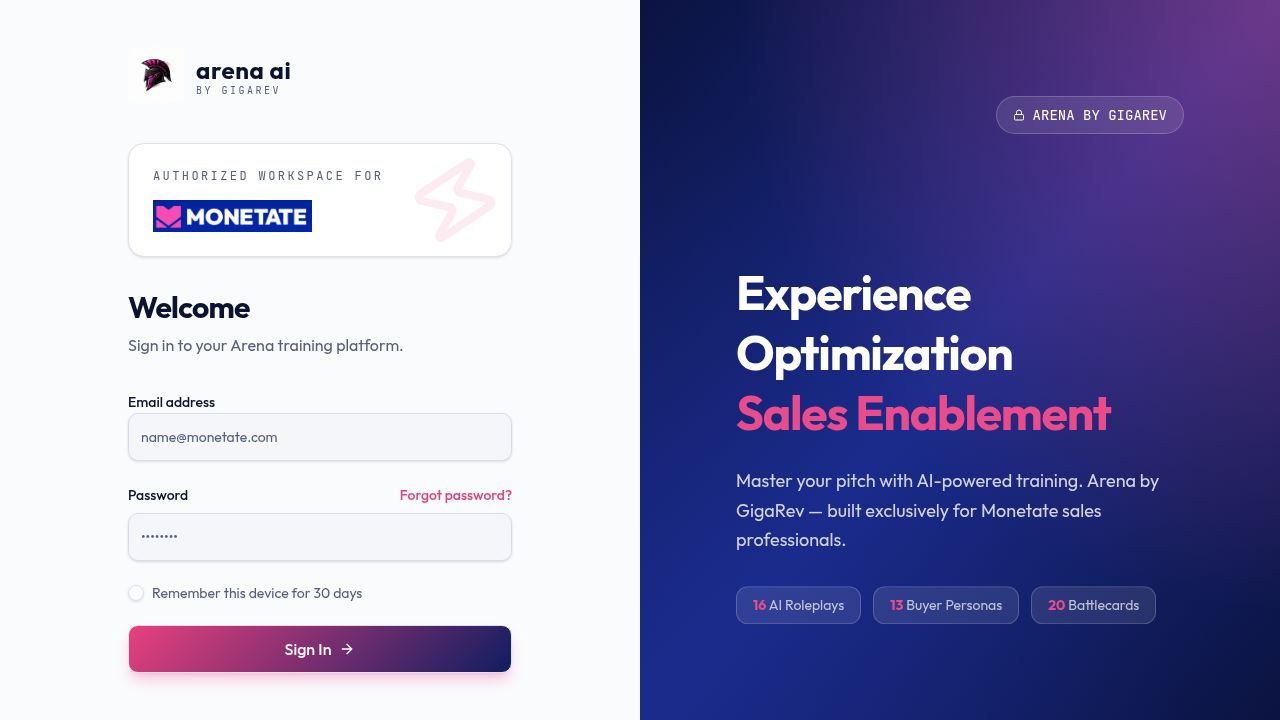 arena ai
BY GIGAREV
AUTHORIZED WORKSPACE FOR
MONETATE
Welcome
Sign in to your Arena training platform.
Email address
name@monetate.com
Password
Forgot password?
••••••••
Remember this device for 30 days
Sign In →
ARENA BY GIGAREV
Experience
Optimization
Sales Enablement
Master your pitch with AI-powered training. Arena by
GigaRev — built exclusively for Monetate sales
professionals.
16 AI Roleplays
13 Buyer Personas
20 Battlecards